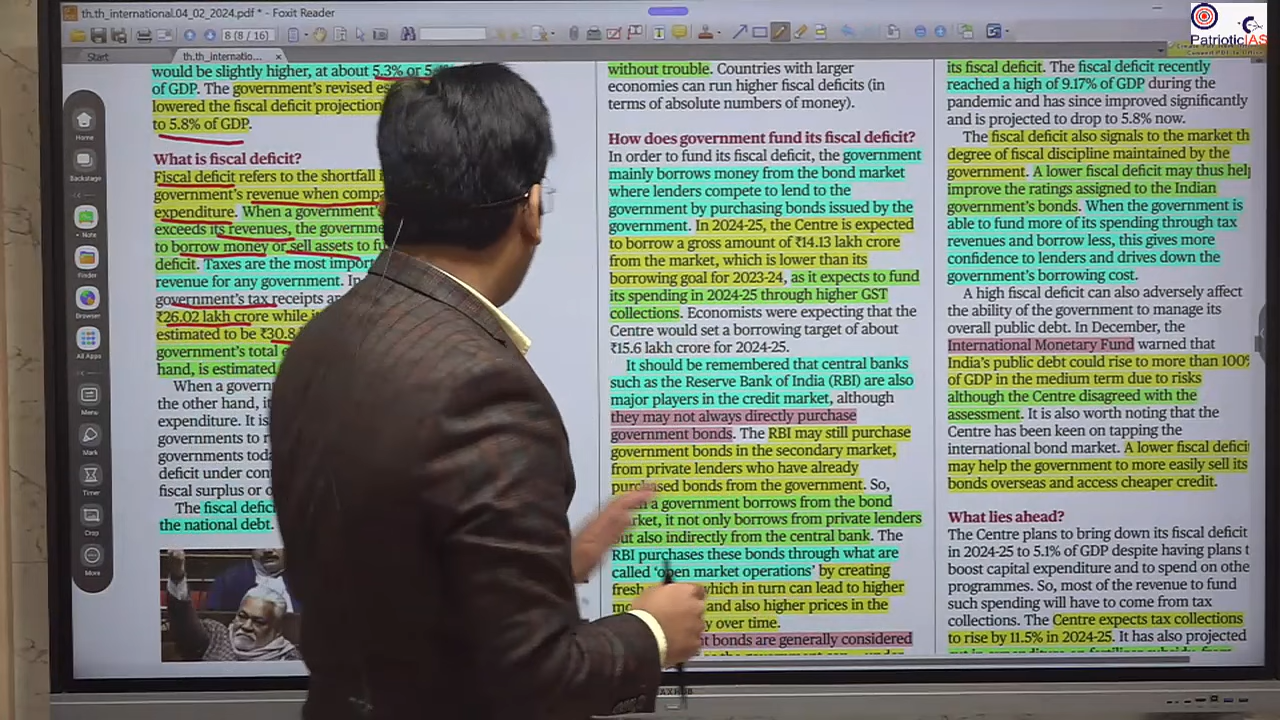 th.th_international.04_02_2024.pdf * - Foxit Reader
PatrioticIAS
8 (8 / 16)
Start
th.th_internatio...
Home
Backstage
Note
Finder
Browser
All Apps
Menu
Mark
Timer
Crop
More
would be slightly higher, at about 5.3% or
of GDP. The government's revised
lowered the fiscal deficit projection
to 5.8% of GDP.
What is fiscal deficit?
Fiscal deficit refers to the shortfall
government's revenue when
expenditure. When a government's
exceeds its revenues, the
to borrow money or sell assets to
deficit. Taxes are the most
revenue for any government.
government's tax receipts
₹26.02 lakh crore while
estimated to be
government's total
hand, is estimated
When a
the other hand, it
expenditure. It is
governments to
governments
deficit under
fiscal surplus or
The fiscal
the national debt.
without trouble. Countries with larger
economies can run higher fiscal deficits (in
terms of absolute numbers of money).
How does government fund its fiscal deficit?
In order to fund its fiscal deficit, the government
mainly borrows money from the bond market
where lenders compete to lend to the
government by purchasing bonds issued by the
government. In 2024-25, the Centre is expected
to borrow a gross amount of ₹14.13 lakh crore
from the market, which is lower than its
borrowing goal for 2023-24, as it expects to fund
its spending in 2024-25 through higher GST
collections. Economists were expecting that the
Centre would set a borrowing target of about
₹15.6 lakh crore for 2024-25.
It should be remembered that central banks
such as the Reserve Bank of India (RBI) are also
major players in the credit market, although
they may not always directly purchase
government bonds. The RBI may still purchase
government bonds in the secondary market,
from private lenders who have already
purchased bonds from the government. So,
a government borrows from the bond
market, it not only borrows from private lenders
but also indirectly from the central bank. The
RBI purchases these bonds through what are
called 'open market operations' by creating
fresh which in turn can lead to higher
and also higher prices in the
over time.
bonds are generally considered
its fiscal deficit. The fiscal deficit recently
reached a high of 9.17% of GDP during the
pandemic and has since improved significantly
and is projected to drop to 5.8% now.
The fiscal deficit also signals to the market th
degree of fiscal discipline maintained by the
government. A lower fiscal deficit may thus help
improve the ratings assigned to the Indian
government's bonds. When the government is
able to fund more of its spending through tax
revenues and borrow less, this gives more
confidence to lenders and drives down the
government's borrowing cost.
A high fiscal deficit can also adversely affect
the ability of the government to manage its
overall public debt. In December, the
International Monetary Fund warned that
India's public debt could rise to more than 100%
of GDP in the medium term due to risks
although the Centre disagreed with the
assessment. It is also worth noting that the
Centre has been keen on tapping the
international bond market. A lower fiscal defici
may help the government to more easily sell its
bonds overseas and access cheaper credit.
What lies ahead?
The Centre plans to bring down its fiscal deficit
in 2024-25 to 5.1% of GDP despite having plans t
boost capital expenditure and to spend on othe
programmes. So, most of the revenue to fund
such spending will have to come from tax
collections. The Centre expects tax collections
to rise by 11.5% in 2024-25. It has also projected